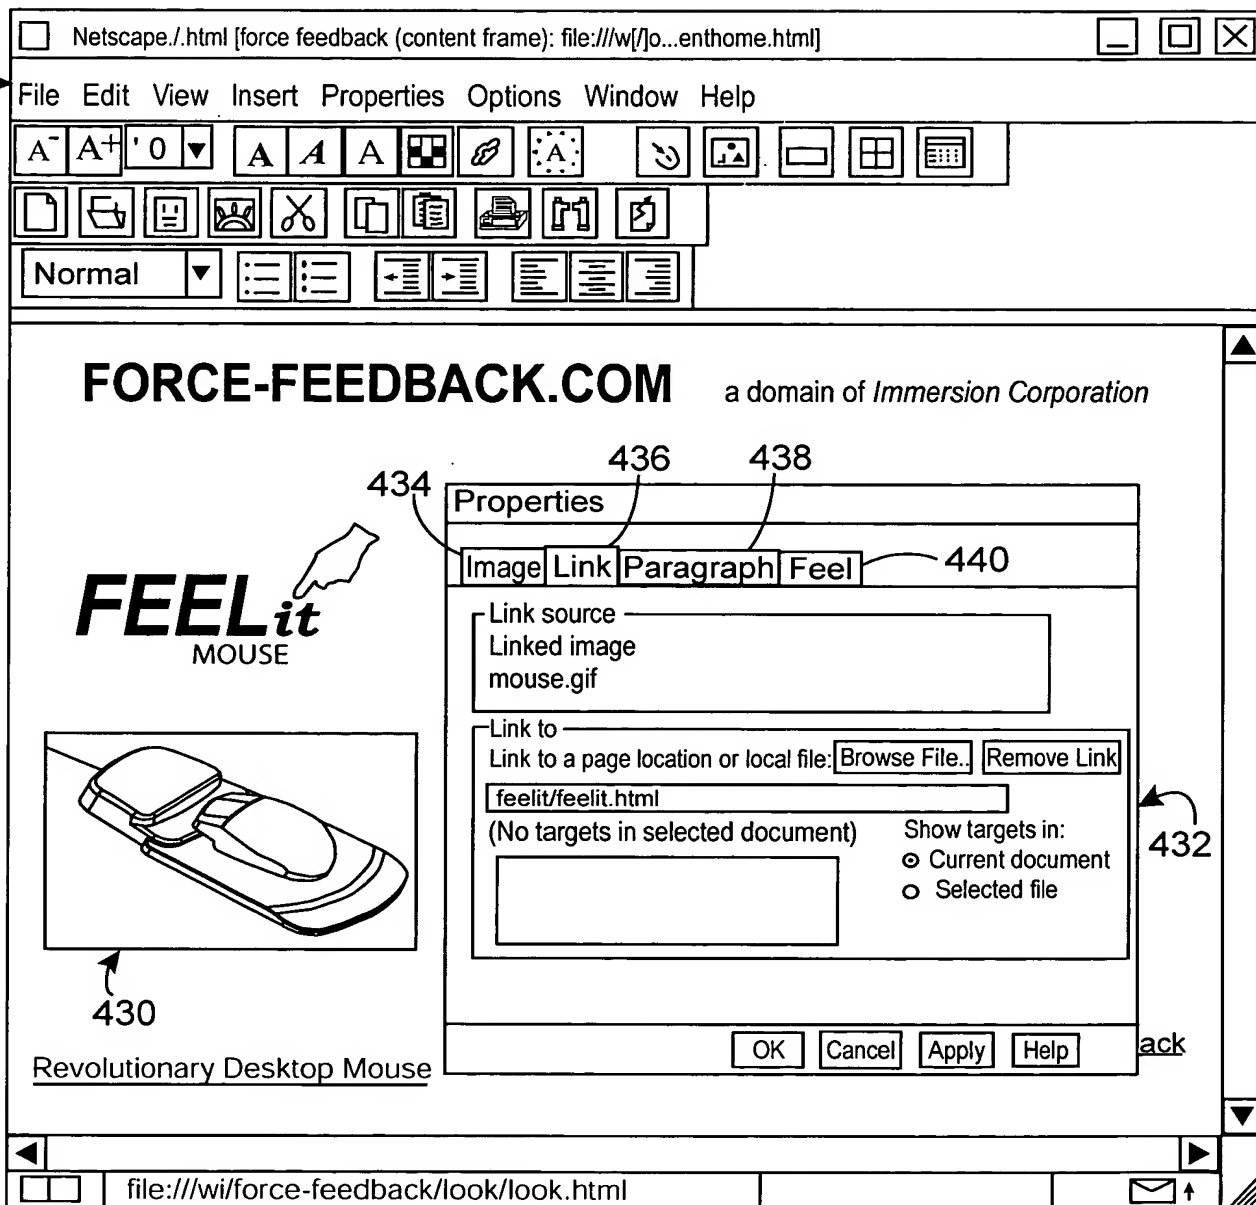 Netscape./.html [force feedback (content frame): file:///w[/]o...enthome.html]
File Edit View Insert Properties Options Window Help
A- A+ ' 0 A A A A
Normal
FORCE-FEEDBACK.COM a domain of Immersion Corporation
434 436 438
Properties
Image Link Paragraph Feel 440
FEELit
MOUSE
Link source
Linked image
mouse.gif
Link to
Link to a page location or local file: Browse File.. Remove Link
feelit/feelit.html
(No targets in selected document) Show targets in:
Current document
Selected file
432
430
OK Cancel Apply Help
ack
Revolutionary Desktop Mouse
file:///wi/force-feedback/look/look.html